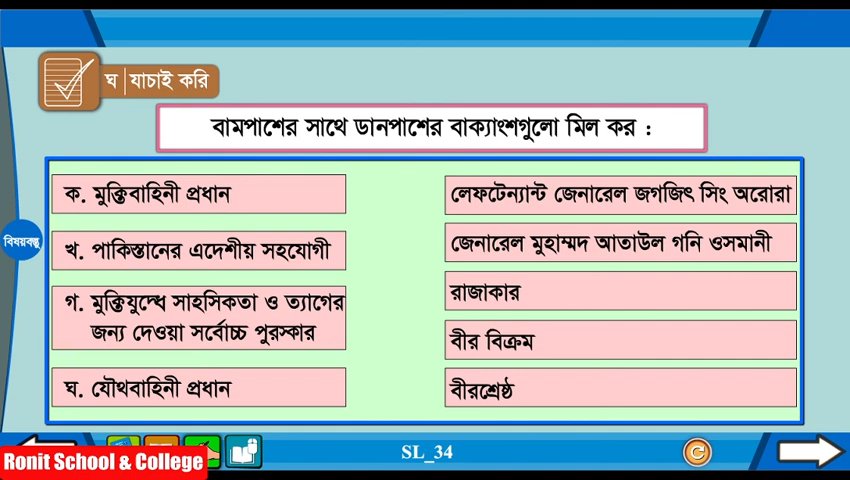 ঘ | যাচাই করি
বামপাশের সাথে ডানপাশের বাক্যাংশগুলো মিল কর :
ক. মুক্তিবাহিনী প্রধান
খ. পাকিস্তানের এদেশীয় সহযোগী
গ. মুক্তিযুদ্ধে সাহসিকতা ও ত্যাগের
জন্য দেওয়া সর্বোচ্চ পুরস্কার
ঘ. যৌথবাহিনী প্রধান
লেফটেন্যান্ট জেনারেল জগজিৎ সিং অরোরা
জেনারেল মুহাম্মদ আতাউল গনি ওসমানী
রাজাকার
বীর বিক্রম
বীরশ্রেষ্ঠ
বিষয়বস্তু
SL_34
Ronit School & College